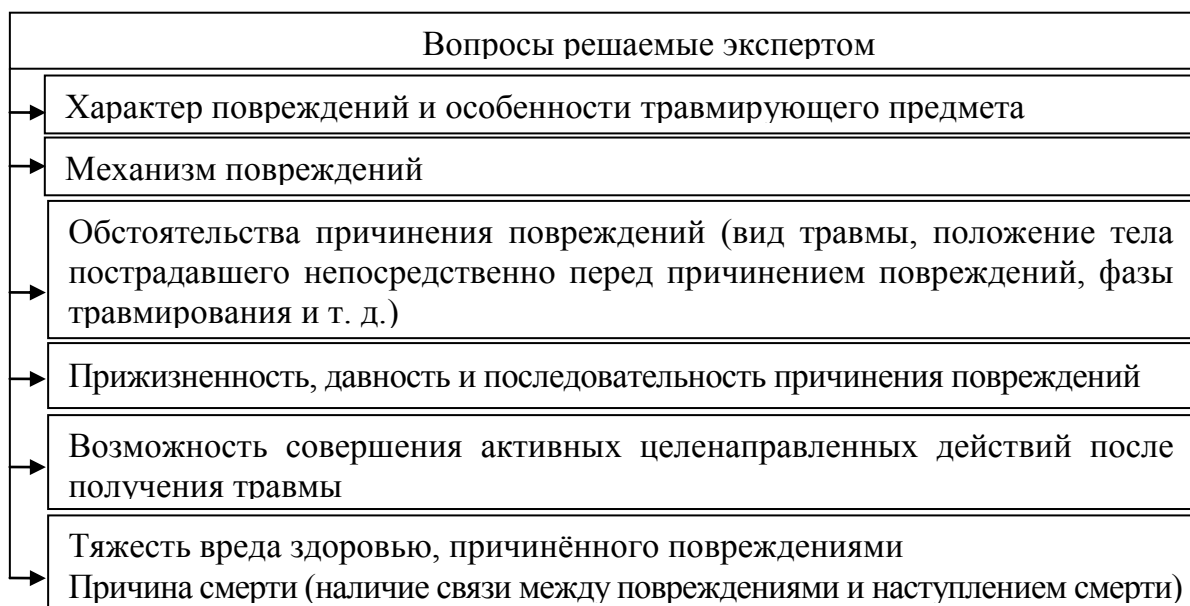 Вопросы решаемые экспертом
Характер повреждений и особенности травмирующего предмета
Механизм повреждений
Обстоятельства причинения повреждений (вид травмы, положение тела
пострадавшего непосредственно перед причинением повреждений, фазы
травмирования и т. д.)
Прижизненность, давность и последовательность причинения повреждений
Возможность совершения активных целенаправленных действий после
получения травмы
Тяжесть вреда здоровью, причинённого повреждениями
Причина смерти (наличие связи между повреждениями и наступлением смерти)